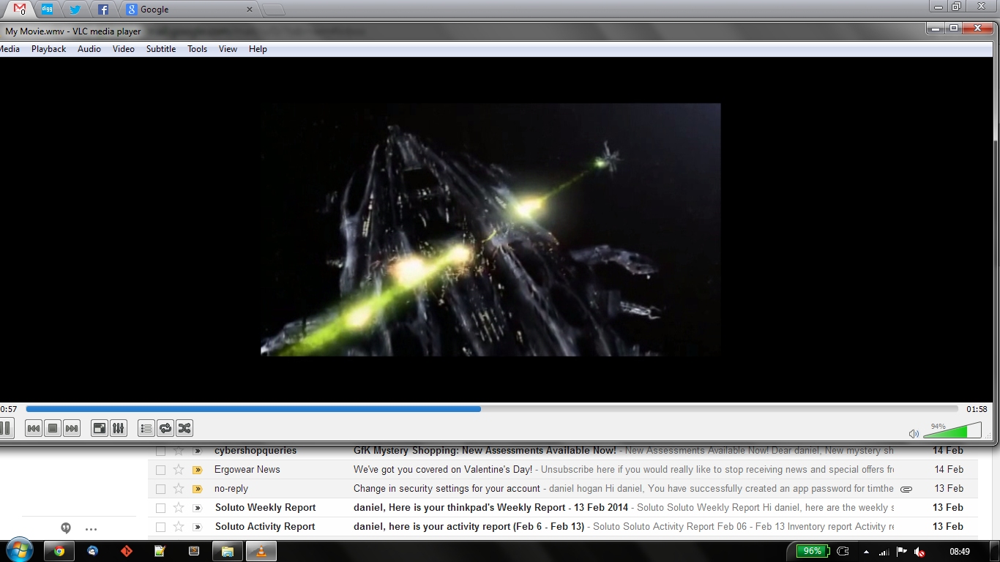 0
digg
Google
My Movie.wmv - VLC media player
Media Playback Audio Video Subtitle Tools View Help
0:57 01:58
94%
cybershopqueries GfK Mystery Shopping: New Assessments Available Now! - New Assessments Available Now! Dear daniel, New mystery sh 14 Feb
Ergowear News We've got you covered on Valentine's Day! - Unsubscribe here if you would really like to stop receiving news and special offers fr 14 Feb
no-reply Change in security settings for your account - daniel hogan Hi daniel, You have successfully created an app password for timthe 13 Feb
Soluto Weekly Report daniel, Here is your thinkpad's Weekly Report - 13 Feb 2014 - Soluto Soluto Weekly Report Hi daniel, here are the weekly s 13 Feb
Soluto Activity Report daniel, here is your activity report (Feb 6 - Feb 13) - Soluto Soluto Activity Report Feb 06 - Feb 13 Inventory report Activity re 13 Feb
96% 08:49